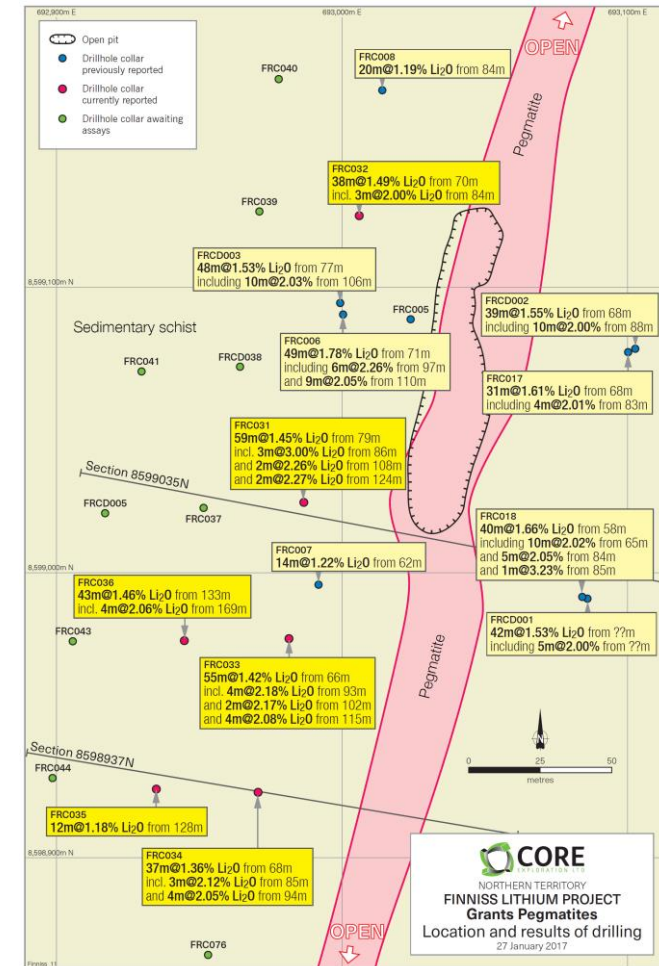 692,900m E
693,000m E
693,100m E
Open pit
Drillhole collar
previously reported
Drillhole collar
currently reported
Drillhole collar awaiting
assays
OPEN
Pegmatite
FRC040
FRC008
20m@1.19% Li2O from 84m
FRC032
38m@1.49% Li2O from 70m
incl. 3m@2.00% Li2O from 84m
FRC039
FRCD003
48m@1.53% Li2O from 77m
including 10m@2.03% from 106m
8,599,100m N
FRC005
FRCD002
39m@1.55% Li2O from 68m
including 10m@2.00% from 88m
Sedimentary schist
FRC006
49m@1.78% Li2O from 71m
including 6m@2.26% from 97m
and 9m@2.05% from 110m
FRC041
FRCD038
FRC017
31m@1.61% Li2O from 68m
including 4m@2.01% from 83m
FRC031
59m@1.45% Li2O from 79m
incl. 3m@3.00% Li2O from 86m
and 2m@2.26% Li2O from 108m
and 2m@2.27% Li2O from 124m
Section 8599035N
FRCD005
FRC037
FRC018
40m@1.66% Li2O from 58m
including 10m@2.02% from 65m
and 5m@2.05% from 84m
and 1m@3.23% from 85m
FRC007
14m@1.22% Li2O from 62m
8,599,000m N
FRC036
43m@1.46% Li2O from 133m
incl. 4m@2.06% Li2O from 169m
FRCD001
42m@1.53% Li2O from ??m
including 5m@2.00% from ??m
FRC043
FRC033
55m@1.42% Li2O from 66m
incl. 4m@2.18% Li2O from 93m
and 2m@2.17% Li2O from 102m
and 4m@2.08% Li2O from 115m
Pegmatite
N
Section 8598937N
FRC044
0 25 50
metres
FRC035
12m@1.18% Li2O from 128m
FRC034
37m@1.36% Li2O from 68m
incl. 3m@2.12% Li2O from 85m
and 4m@2.05% Li2O from 94m
8,598,900m N
CORE
EXPLORATION LTD
NORTHERN TERRITORY
FINNISS LITHIUM PROJECT
Grants Pegmatites
Location and results of drilling
27 January 2017
FRC076
OPEN
Finniss_11